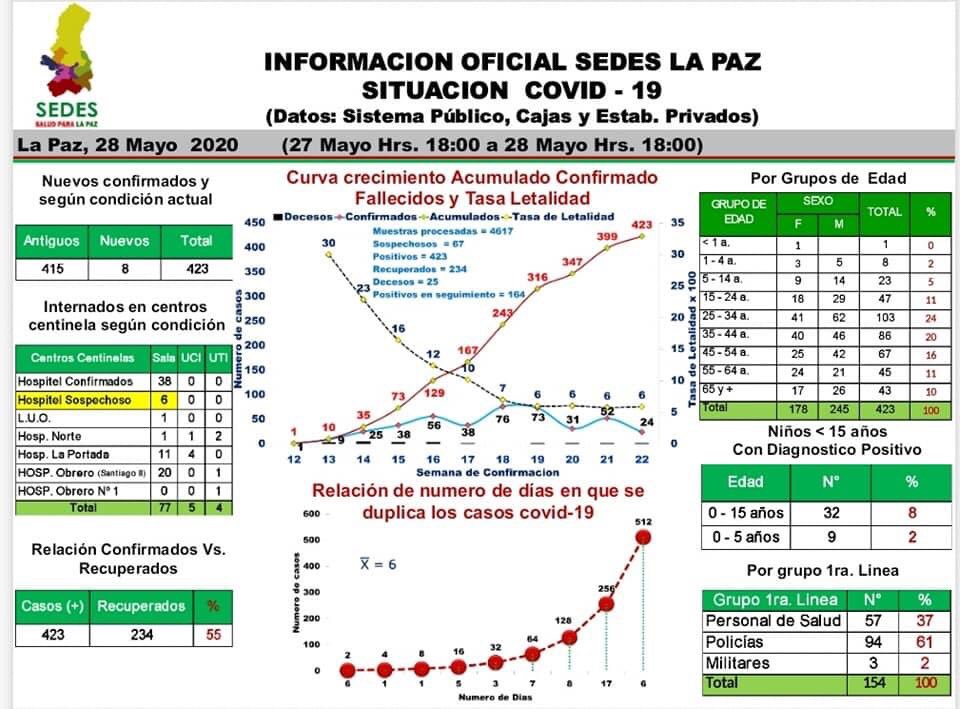 SEDES
SALUD PARA LA PAZ
INFORMACION OFICIAL SEDES LA PAZ
SITUACION COVID - 19
(Datos: Sistema Público, Cajas y Estab. Privados)
La Paz, 28 Mayo 2020 (27 Mayo Hrs. 18:00 a 28 Mayo Hrs. 18:00)
Nuevos confirmados y
según condición actual
Antiguos Nuevos Total
415 8 423
Internados en centros
centinela según condición
Centros Centinelas Sala UCI UTI
Hospitel Confirmados 38 0 0
Hospitel Sospechoso 6 0 0
L.U.O. 1 0 0
Hosp. Norte 1 1 2
Hosp. La Portada 11 4 0
HOSP. Obrero (Santiago II) 20 0 1
HOSP. Obrero N° 1 0 0 1
Total 77 5 4
Relación Confirmados Vs.
Recuperados
Casos (+) Recuperados %
423 234 55
Curva crecimiento Acumulado Confirmado
Fallecidos y Tasa Letalidad
Decesos Confirmados Acumulados Tasa de Letalidad
Muestras procesadas = 4617
Sospechosos = 67
Positivos = 423
Recuperados = 234
Decesos = 25
Positivos en seguimiento = 164
Numero de casos
450
400
350
300
250
200
150
100
50
0
Tasa de Letalidad x 100
35
30
25
20
15
10
5
0
1 10 35 73 129 167 243 316 347 399 423
30 23 16 12 10 7 6 6 6 6
1 9 25 38 56 38 76 73 31 52 24
12 13 14 15 16 17 18 19 20 21 22
Semana de Confirmacion
Relación de numero de días en que se
duplica los casos covid-19
X = 6
Numero de casos
600
500
400
300
200
100
0
2 4 8 16 32 64 128 256 512
6 1 1 5 3 7 8 17 6
Numero de Dias
Por Grupos de Edad
GRUPO DE EDAD SEXO TOTAL %
F M
< 1 a. 1 1 0
1 - 4 a. 3 5 8 2
5 - 14 a. 9 14 23 5
15 - 24 a. 18 29 47 11
25 - 34 a. 41 62 103 24
35 - 44 a. 40 46 86 20
45 - 54 a. 25 42 67 16
55 - 64 a. 24 21 45 11
65 y + 17 26 43 10
Total 178 245 423 100
Niños < 15 años
Con Diagnostico Positivo
Edad N° %
0 - 15 años 32 8
0 - 5 años 9 2
Por grupo 1ra. Linea
Grupo 1ra. Linea N° %
Personal de Salud 57 37
Policías 94 61
Militares 3 2
Total 154 100